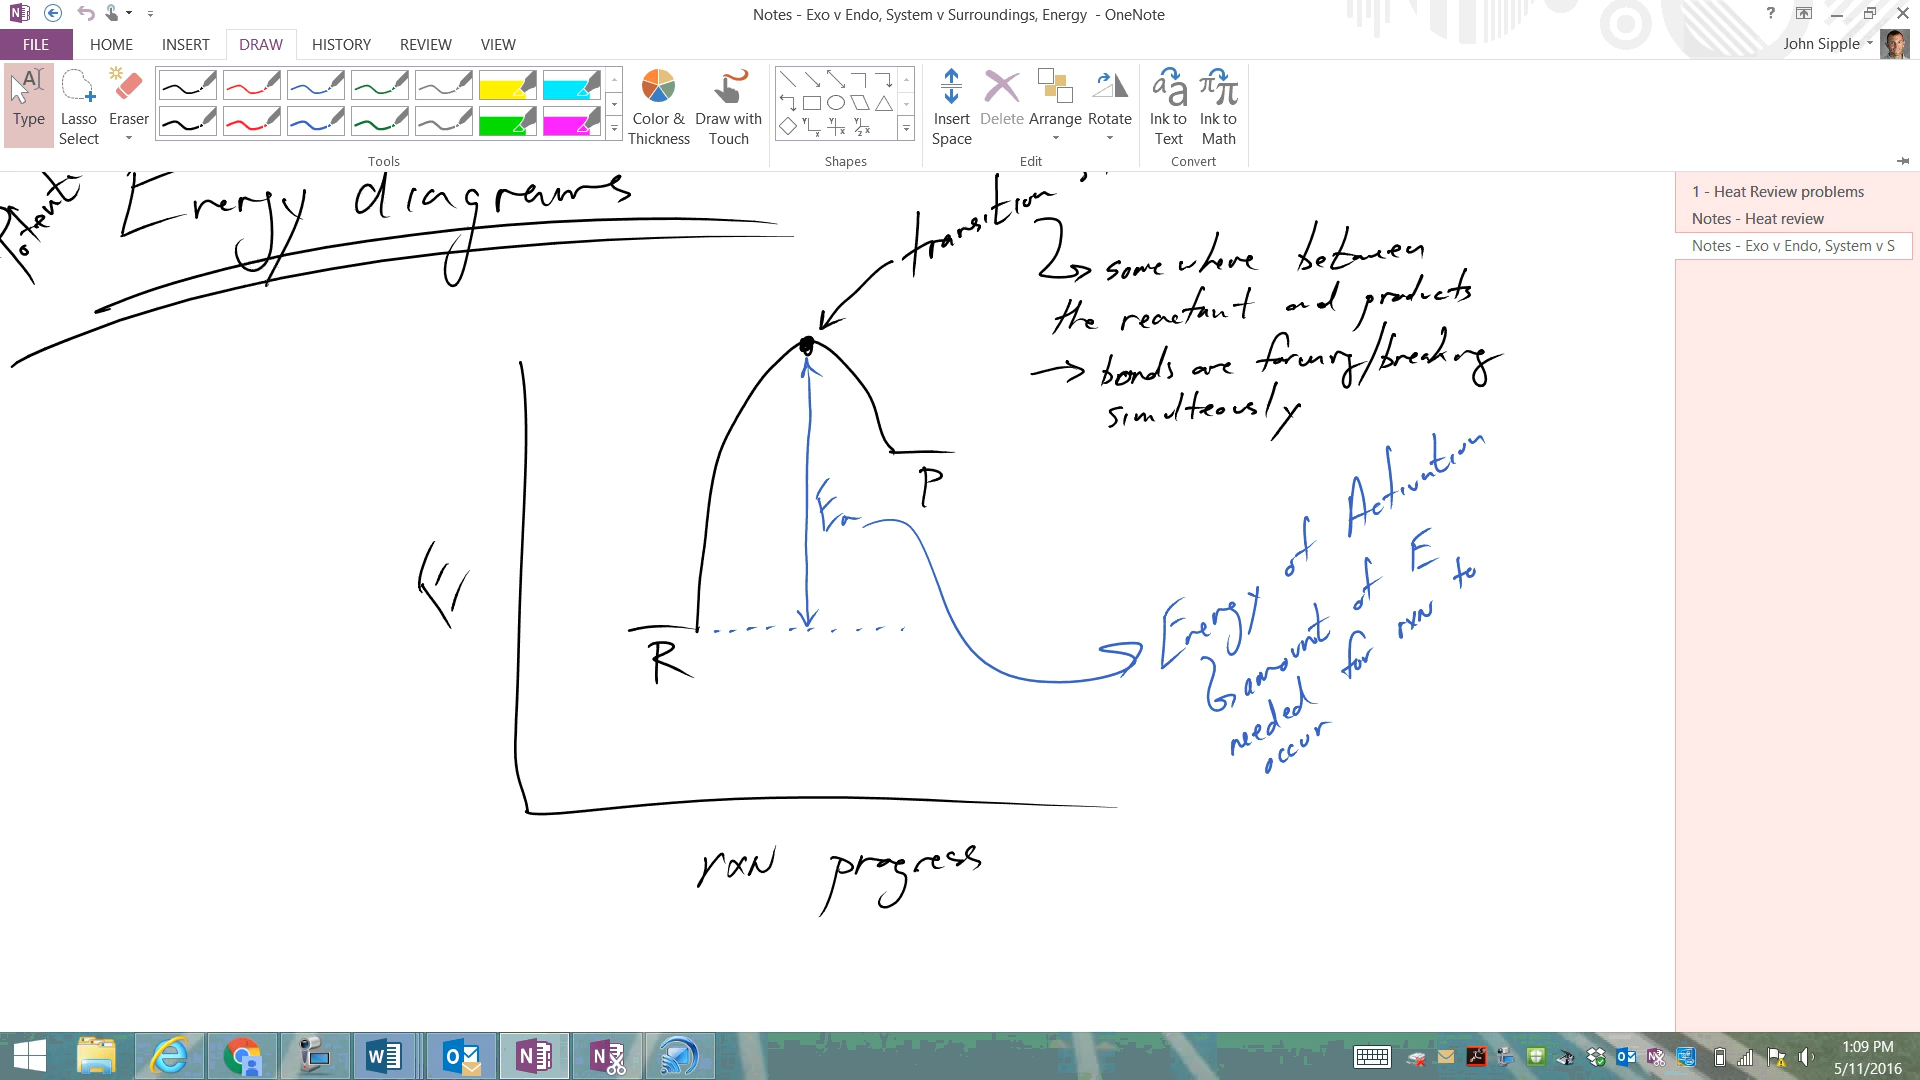 Notes - Exo v Endo, System v Surroundings, Energy - OneNote
?
FILE HOME INSERT DRAW HISTORY REVIEW VIEW
John Sipple
Type
Lasso
Select
Eraser
Color &
Thickness
Draw with
Touch
Insert
Space
Delete
Arrange
Rotate
Ink to
Text
Ink to
Math
Tools
Shapes
Edit
Convert
1 - Heat Review problems
Notes - Heat review
Notes - Exo v Endo, System v S
Potenti
Energy diagrams
transition
somewhere between
the reactant and products
→ bonds are forming/breaking
simulteously
P
Ea
E
R
Energy of Activation
amount of E
needed for rxn to
occur
rxn progress
1:09 PM
5/11/2016